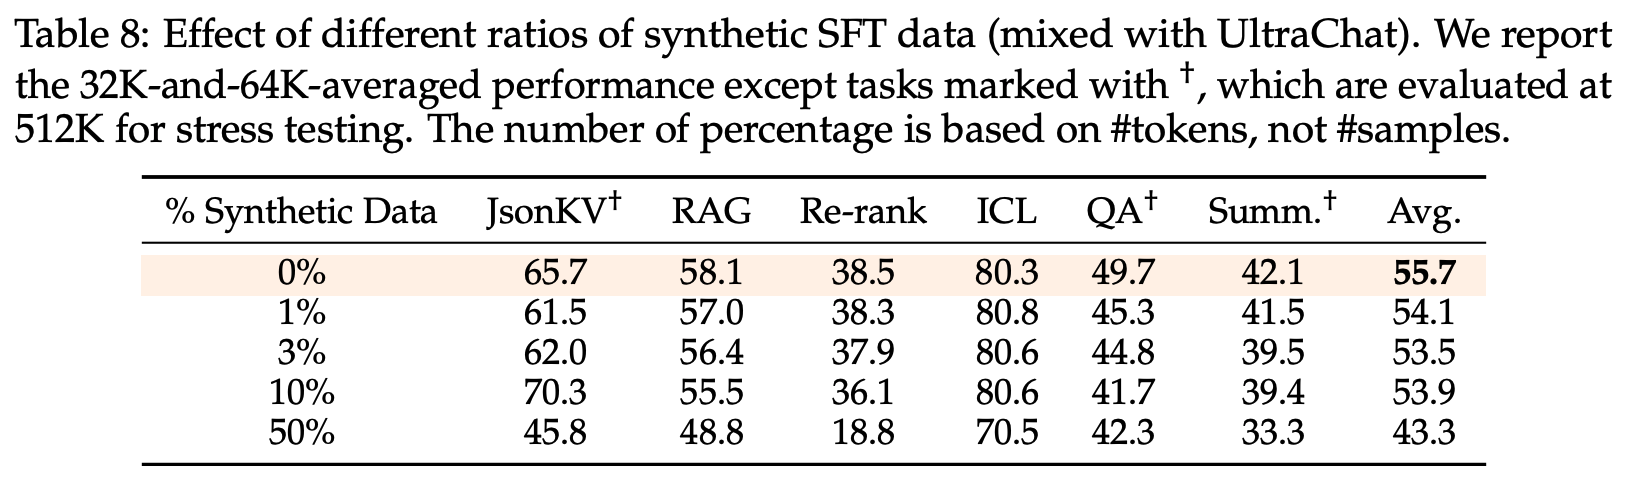 Table 8: Effect of different ratios of synthetic SFT data (mixed with UltraChat). We report
the 32K-and-64K-averaged performance except tasks marked with †, which are evaluated at
512K for stress testing. The number of percentage is based on #tokens, not #samples.
% Synthetic Data JsonKV† RAG Re-rank ICL QA† Summ.† Avg.
0% 65.7 58.1 38.5 80.3 49.7 42.1 55.7
1% 61.5 57.0 38.3 80.8 45.3 41.5 54.1
3% 62.0 56.4 37.9 80.6 44.8 39.5 53.5
10% 70.3 55.5 36.1 80.6 41.7 39.4 53.9
50% 45.8 48.8 18.8 70.5 42.3 33.3 43.3